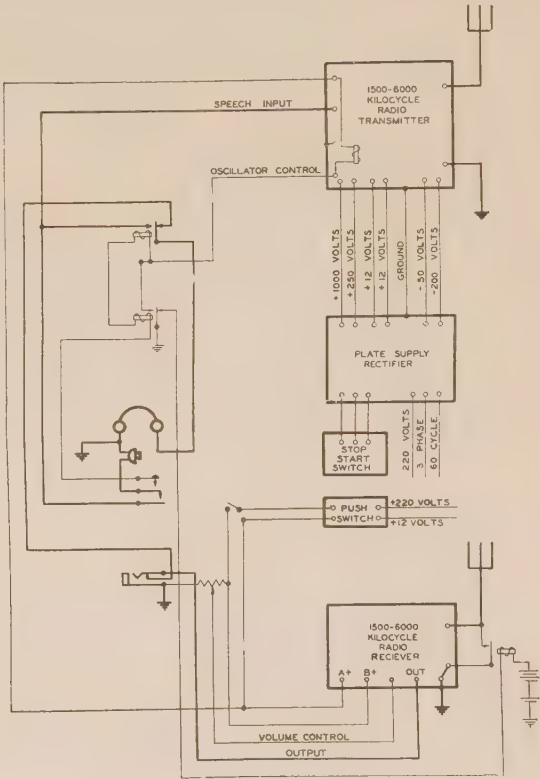 1500-6000
KILOCYCLE
RADIO
TRANSMITTER
SPEECH INPUT
OSCILLATOR CONTROL
+1000 VOLTS
+250 VOLTS
+12 VOLTS
+12 VOLTS
GROUND
-50 VOLTS
-200 VOLTS
PLATE SUPPLY
RECTIFIER
STOP
START
SWITCH
220 VOLTS
3 PHASE
60 CYCLE
PUSH
SWITCH
+220 VOLTS
+12 VOLTS
1500-6000
KILOCYCLE
RADIO
RECIEVER
A+ B+ OUT
VOLUME CONTROL
OUTPUT